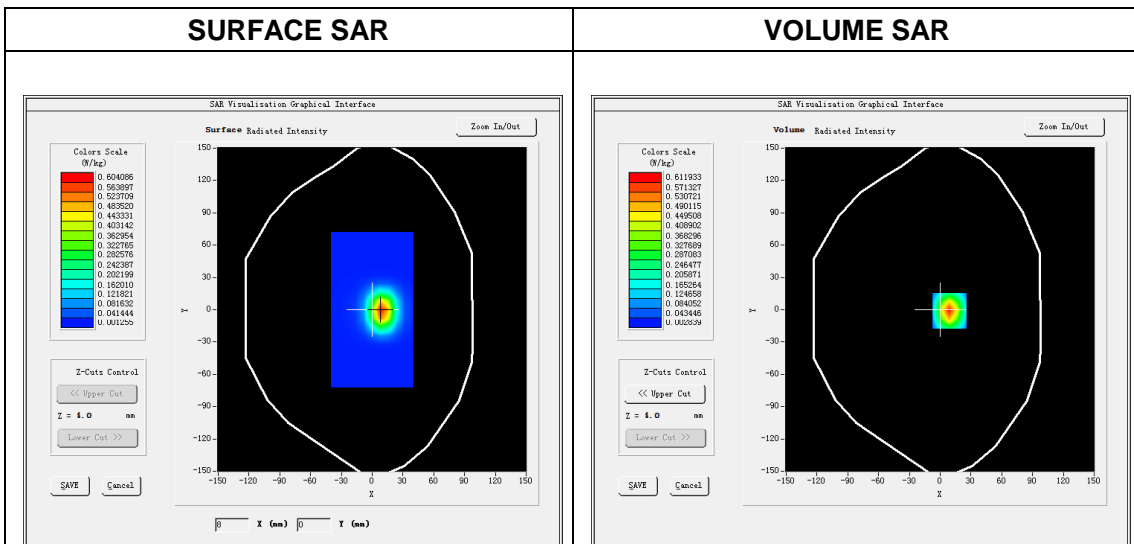 SURFACE SAR
VOLUME SAR
SAR Visualisation Graphical Interface
Surface Radiated Intensity
Zoom In/Out
Colors Scale
(W/kg)
0.604086
0.563897
0.523709
0.483520
0.443331
0.403142
0.362954
0.322765
0.282576
0.242387
0.202199
0.162010
0.121821
0.081632
0.041444
0.001255
150
120
90
60
30
0
-30
-60
-90
-120
-150
Y
-150 -120 -90 -60 -30 0 30 60 90 120 150
X
Z-Cuts Control
<< Upper Cut
Z = 4.0 mm
Lower Cut >>
SAVE Cancel
8 X (mm) 0 Y (mm)
SAR Visualisation Graphical Interface
Volume Radiated Intensity
Zoom In/Out
Colors Scale
(W/kg)
0.611933
0.571327
0.530721
0.490115
0.449508
0.408902
0.368296
0.327689
0.287083
0.246477
0.205871
0.165264
0.124658
0.084052
0.043446
0.002839
150
120
90
60
30
0
-30
-60
-90
-120
-150
Y
-150 -120 -90 -60 -30 0 30 60 90 120 150
X
Z-Cuts Control
<< Upper Cut
Z = 4.0 mm
Lower Cut >>
SAVE Cancel